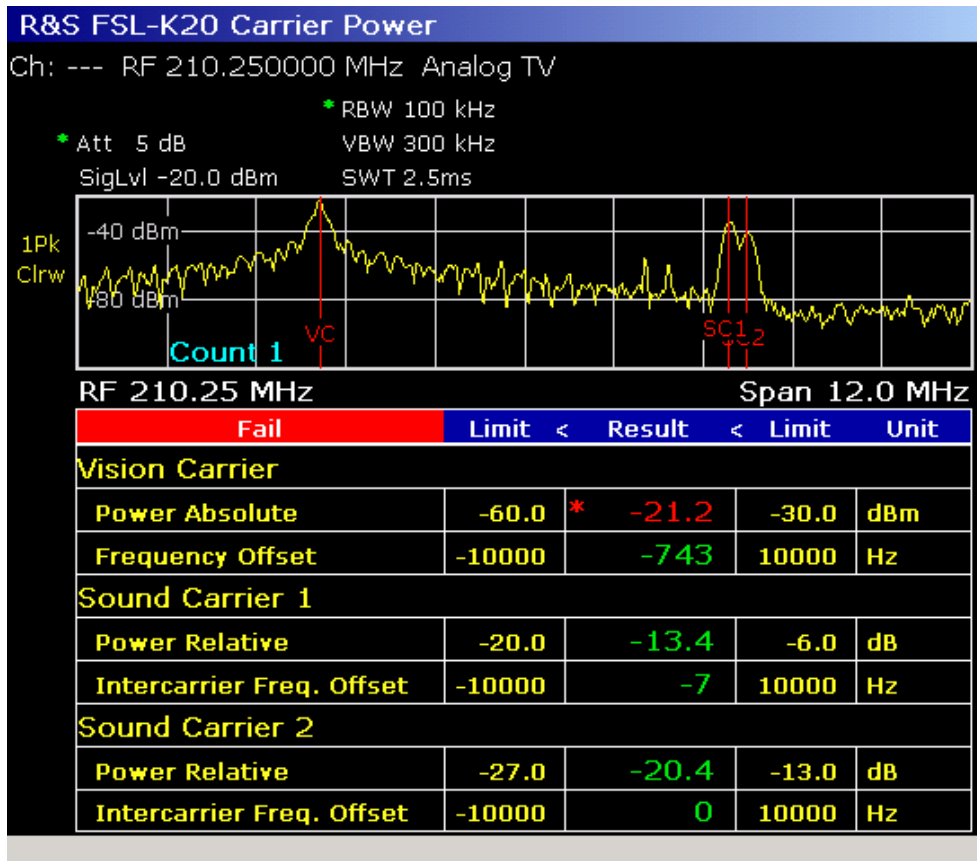 R&S FSL-K20 Carrier Power
Ch: --- RF 210.250000 MHz Analog TV
* RBW 100 kHz
* Att 5 dB VBW 300 kHz
SigLvl -20.0 dBm SWT 2.5ms
-40 dBm
1Pk
Clrw
-80 dBm
VC
SC1
2
Count 1
RF 210.25 MHz Span 12.0 MHz
Fail Limit < Result < Limit Unit
Vision Carrier
Power Absolute -60.0 * -21.2 -30.0 dBm
Frequency Offset -10000 -743 10000 Hz
Sound Carrier 1
Power Relative -20.0 -13.4 -6.0 dB
Intercarrier Freq. Offset -10000 -7 10000 Hz
Sound Carrier 2
Power Relative -27.0 -20.4 -13.0 dB
Intercarrier Freq. Offset -10000 0 10000 Hz